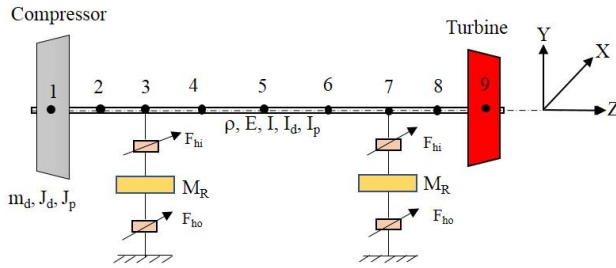 Compressor
Turbine
1 2 3 4 5 6 7 8 9
Y
X
Z
ρ, E, I, I_d, I_p
F_hi
F_hi
M_R
M_R
m_d, J_d, J_p
F_ho
F_ho